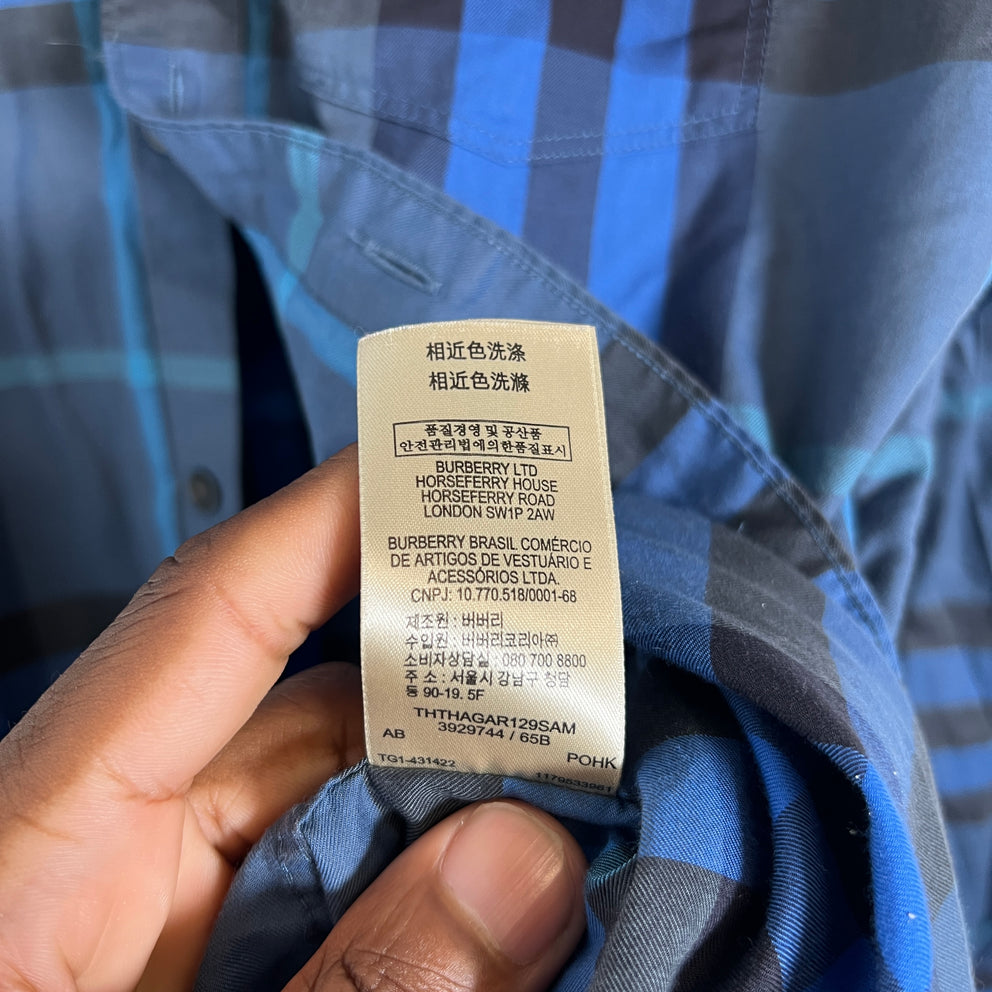 相近色洗涤
相近色洗滌
품질경영 및 공산품
안전관리법에의한품질표시
BURBERRY LTD
HORSEFERRY HOUSE
HORSEFERRY ROAD
LONDON SW1P 2AW
BURBERRY BRASIL COMÉRCIO
DE ARTIGOS DE VESTUÁRIO E
ACESSÓRIOS LTDA.
CNPJ: 10.770.518/0001-68
제조원 : 버버리
수입원 : 버버리코리아㈜
소비자상담실 : 080 700 8800
주 소 : 서울시 강남구 청담
동 90-19. 5F
THTHAGAR129SAM
3929744 / 65B
AB
POHK
TG1-431422
1179533961